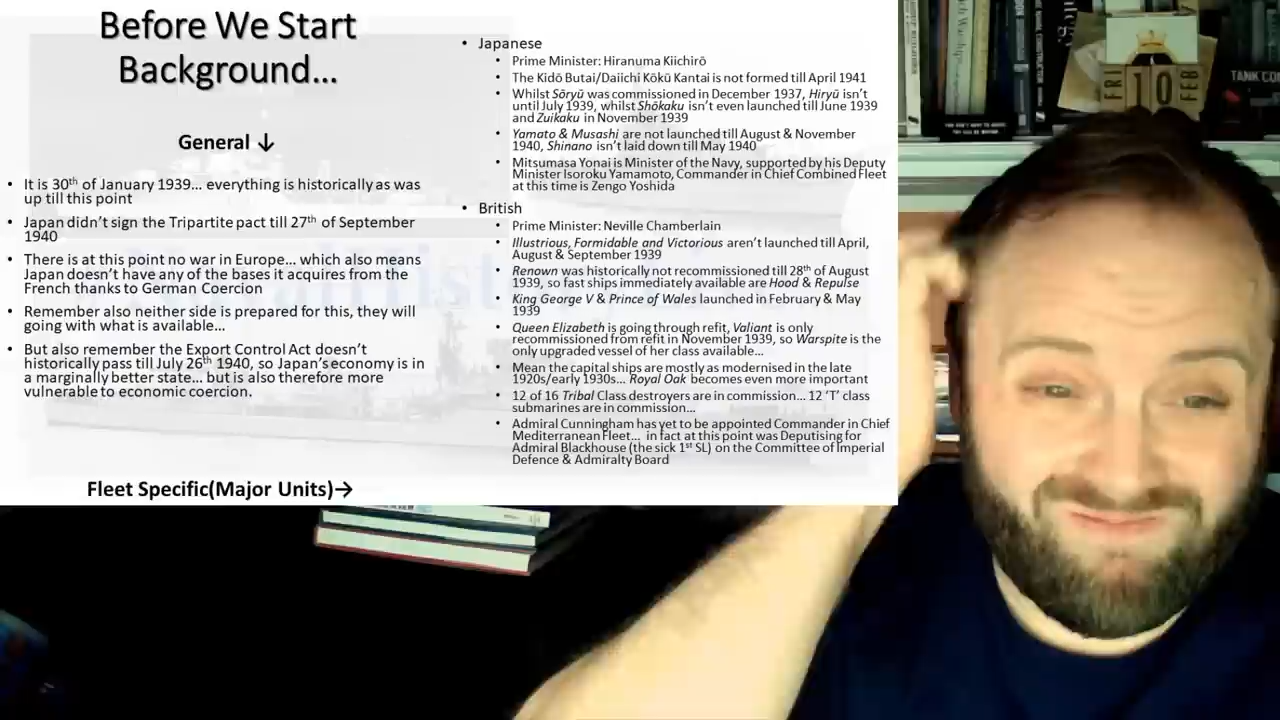 Before We Start
Background...
General ↓
• It is 30th of January 1939... everything is historically as was
up till this point
• Japan didn't sign the Tripartite pact till 27th of September
1940
• There is at this point no war in Europe... which also means
Japan doesn't have any of the bases it acquires from the
French thanks to German Coercion
• Remember also neither side is prepared for this, they will
going with what is available...
• But also remember the Export Control Act doesn't
historically pass till July 26th 1940, so Japan's economy is in
a marginally better state... but is also therefore more
vulnerable to economic coercion.
Fleet Specific(Major Units)→
• Japanese
• Prime Minister: Hiranuma Kiichirō
• The Kidō Butai/Daiichi Kōkū Kantai is not formed till April 1941
• Whilst Sōryū was commissioned in December 1937, Hiryū isn't
until July 1939, whilst Shōkaku isn't even launched till June 1939
and Zuikaku in November 1939
• Yamato & Musashi are not launched till August & November
1940, Shinano isn't laid down till May 1940
• Mitsumasa Yonai is Minister of the Navy, supported by his Deputy
Minister Isoroku Yamamoto, Commander in Chief Combined Fleet
at this time is Zengo Yoshida
• British
• Prime Minister: Neville Chamberlain
• Illustrious, Formidable and Victorious aren't launched till April,
August & September 1939
• Renown was historically not recommissioned till 28th of August
1939, so fast ships immediately available are Hood & Repulse
• King George V & Prince of Wales launched in February & May
1939
• Queen Elizabeth is going through refit, Valiant is only
recommissioned from refit in November 1939, so Warspite is the
only upgraded vessel of her class available...
• Mean the capital ships are mostly as modernised in the late
1920s/early 1930s... Royal Oak becomes even more important
• 12 of 16 Tribal Class destroyers are in commission... 12 'T' class
submarines are in commission...
• Admiral Cunningham has yet to be appointed Commander in Chief
Mediterranean Fleet... in fact at this point was Deputising for
Admiral Blackhouse (the sick 1st SL) on the Committee of Imperial
Defence & Admiralty Board
FRI 10 FEB
TANK